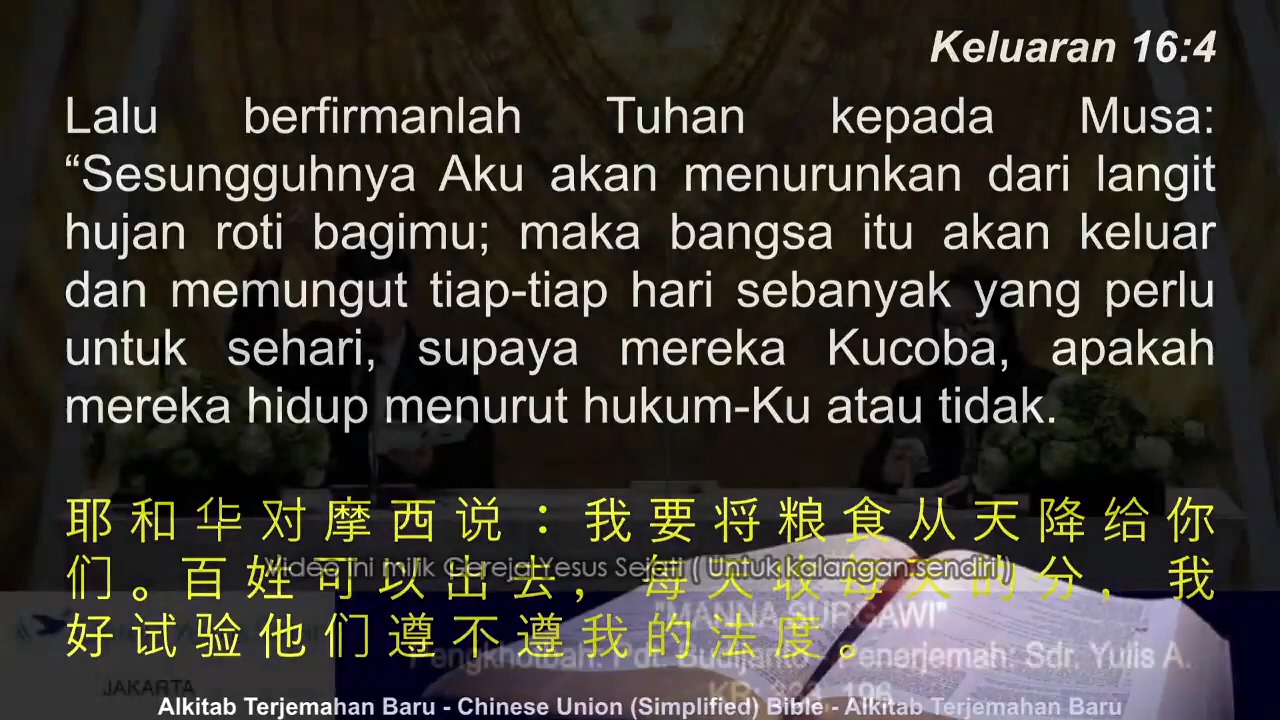 Keluaran 16:4
Lalu berfirmanlah Tuhan kepada Musa:
“Sesungguhnya Aku akan menurunkan dari langit
hujan roti bagimu; maka bangsa itu akan keluar
dan memungut tiap-tiap hari sebanyak yang perlu
untuk sehari, supaya mereka Kucoba, apakah
mereka hidup menurut hukum-Ku atau tidak.
耶和华对摩西说：我要将粮食从天降给你
们。百姓可以出去，每天收每天的分，我
好试验他们遵不遵我的法度。
Video ini milik Gereja Yesus Sejati ( Untuk kalangan sendiri )
"MANNA SURGAWI"
Pengkhotbah: Pdt. Budijanto Penerjemah: Sdr. Yulis A.
JAKARTA
Alkitab Terjemahan Baru - Chinese Union (Simplified) Bible - Alkitab Terjemahan Baru